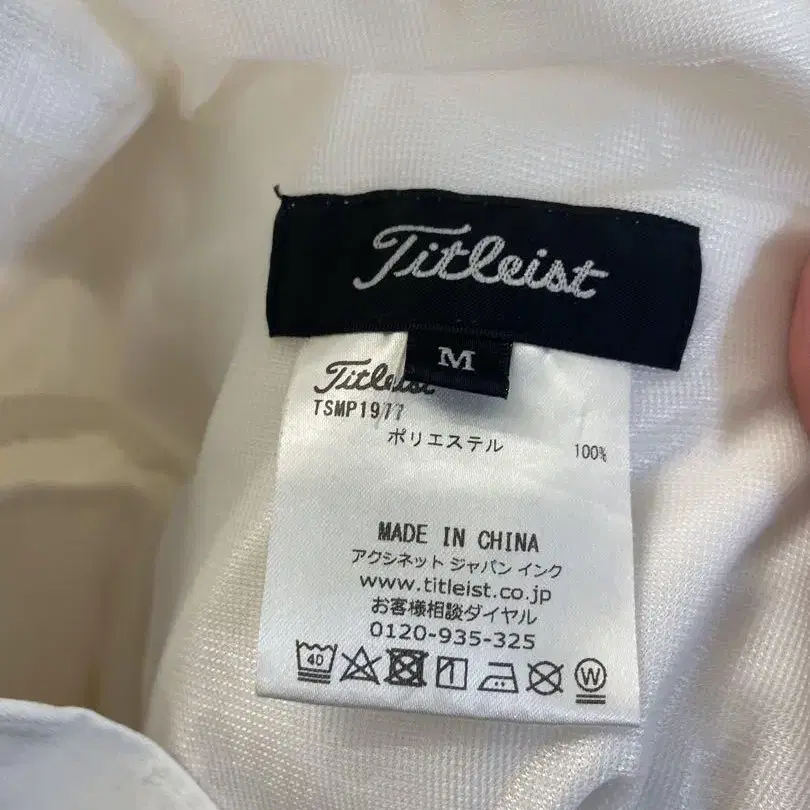 Titleist
M
Titleist
TSMP1977
ポリエステル 100%
MADE IN CHINA
アクシネット ジャパン インク
www.titleist.co.jp
お客様相談ダイヤル
0120-935-325
40
W